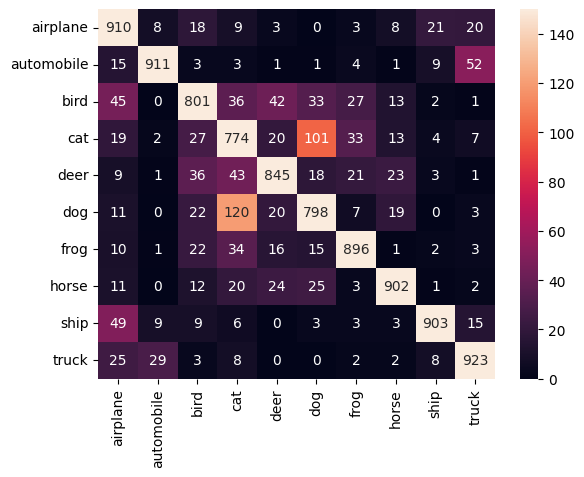 airplane 910 8 18 9 3 0 3 8 21 20
automobile 15 911 3 3 1 1 4 1 9 52
bird 45 0 801 36 42 33 27 13 2 1
cat 19 2 27 774 20 101 33 13 4 7
deer 9 1 36 43 845 18 21 23 3 1
dog 11 0 22 120 20 798 7 19 0 3
frog 10 1 22 34 16 15 896 1 2 3
horse 11 0 12 20 24 25 3 902 1 2
ship 49 9 9 6 0 3 3 3 903 15
truck 25 29 3 8 0 0 2 2 8 923
airplane
automobile
bird
cat
deer
dog
frog
horse
ship
truck
140
120
100
80
60
40
20
0